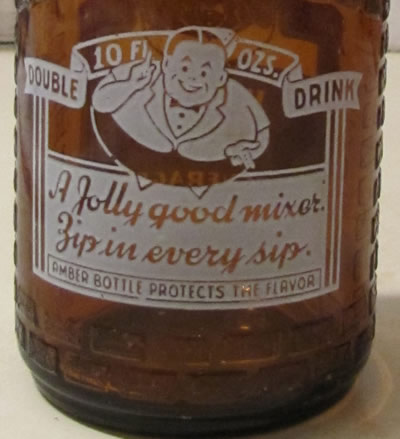 10 Fl OZS.
DOUBLE DRINK
A Jolly good mixer.
Zip in every sip.
AMBER BOTTLE PROTECTS THE FLAVOR